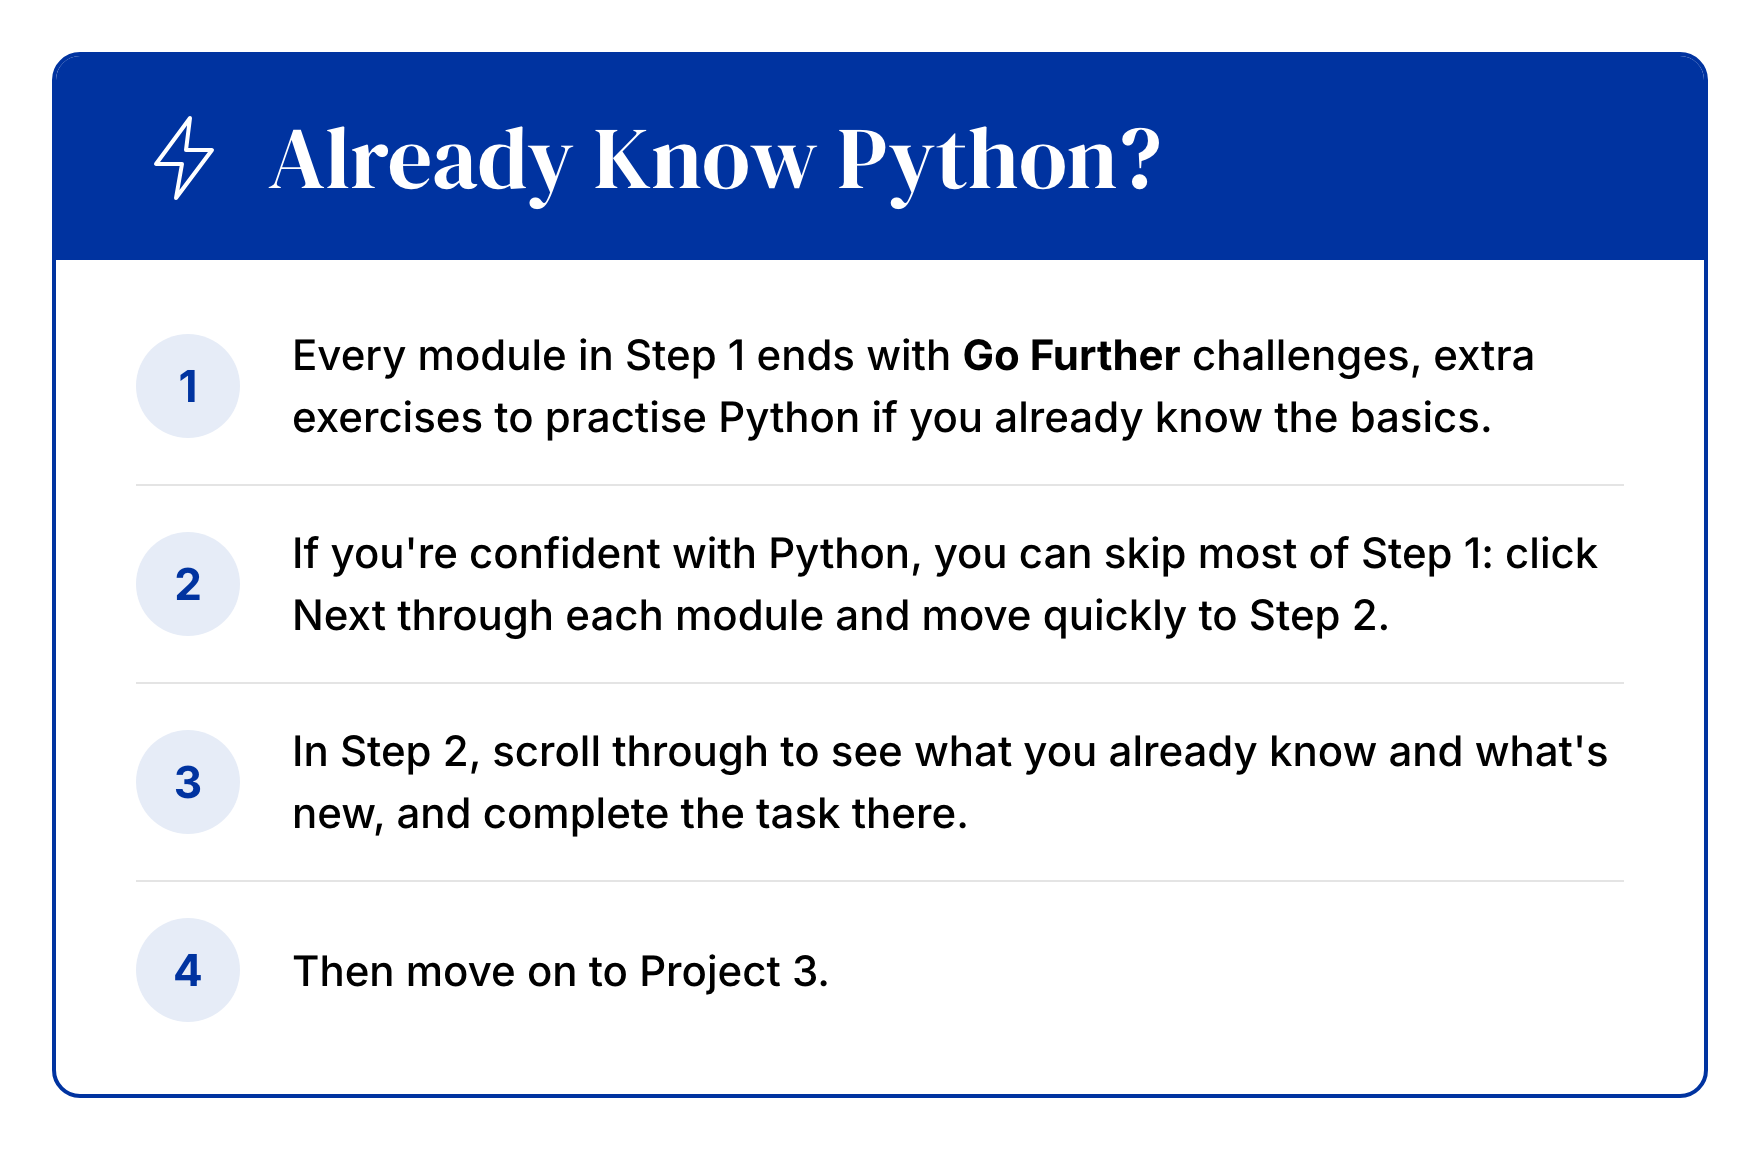 Already Know Python?
1
Every module in Step 1 ends with Go Further challenges, extra
exercises to practise Python if you already know the basics.
2
If you're confident with Python, you can skip most of Step 1: click
Next through each module and move quickly to Step 2.
3
In Step 2, scroll through to see what you already know and what's
new, and complete the task there.
4
Then move on to Project 3.